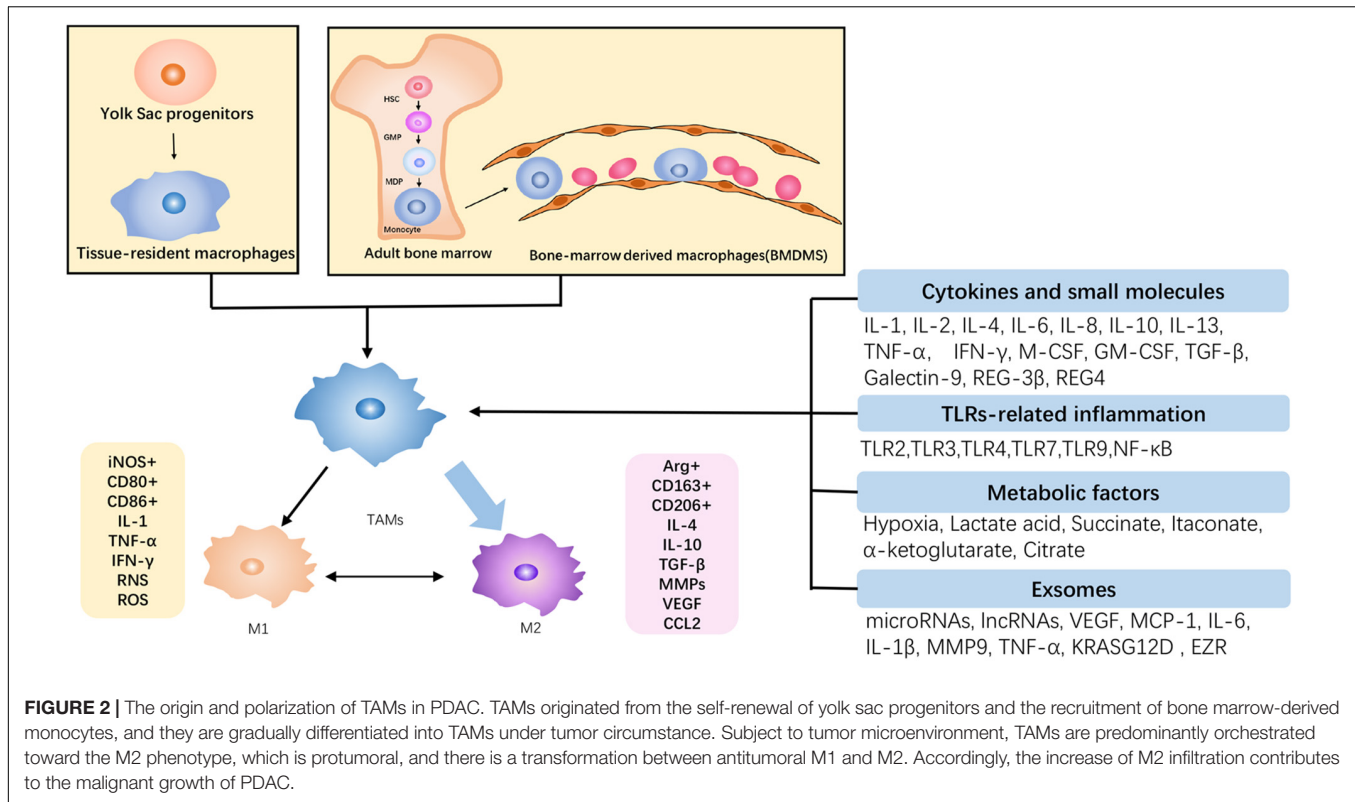 Yolk Sac progenitors
Tissue-resident macrophages
HSC
GMP
MDP
Monocyte
Adult bone marrow
Bone-marrow derived macrophages(BMDMS)
Cytokines and small molecules
IL-1, IL-2, IL-4, IL-6, IL-8, IL-10, IL-13,
TNF-α, IFN-γ, M-CSF, GM-CSF, TGF-β,
Galectin-9, REG-3β, REG4
TLRs-related inflammation
TLR2,TLR3,TLR4,TLR7,TLR9,NF-κB
Metabolic factors
Hypoxia, Lactate acid, Succinate, Itaconate,
α-ketoglutarate, Citrate
Exsomes
microRNAs, lncRNAs, VEGF, MCP-1, IL-6,
IL-1β, MMP9, TNF-α, KRASG12D , EZR
iNOS+
CD80+
CD86+
IL-1
TNF-α
IFN-γ
RNS
ROS
TAMs
M1
M2
Arg+
CD163+
CD206+
IL-4
IL-10
TGF-β
MMPs
VEGF
CCL2
FIGURE 2 | The origin and polarization of TAMs in PDAC. TAMs originated from the self-renewal of yolk sac progenitors and the recruitment of bone marrow-derived
monocytes, and they are gradually differentiated into TAMs under tumor circumstance. Subject to tumor microenvironment, TAMs are predominantly orchestrated
toward the M2 phenotype, which is protumoral, and there is a transformation between antitumoral M1 and M2. Accordingly, the increase of M2 infiltration contributes
to the malignant growth of PDAC.